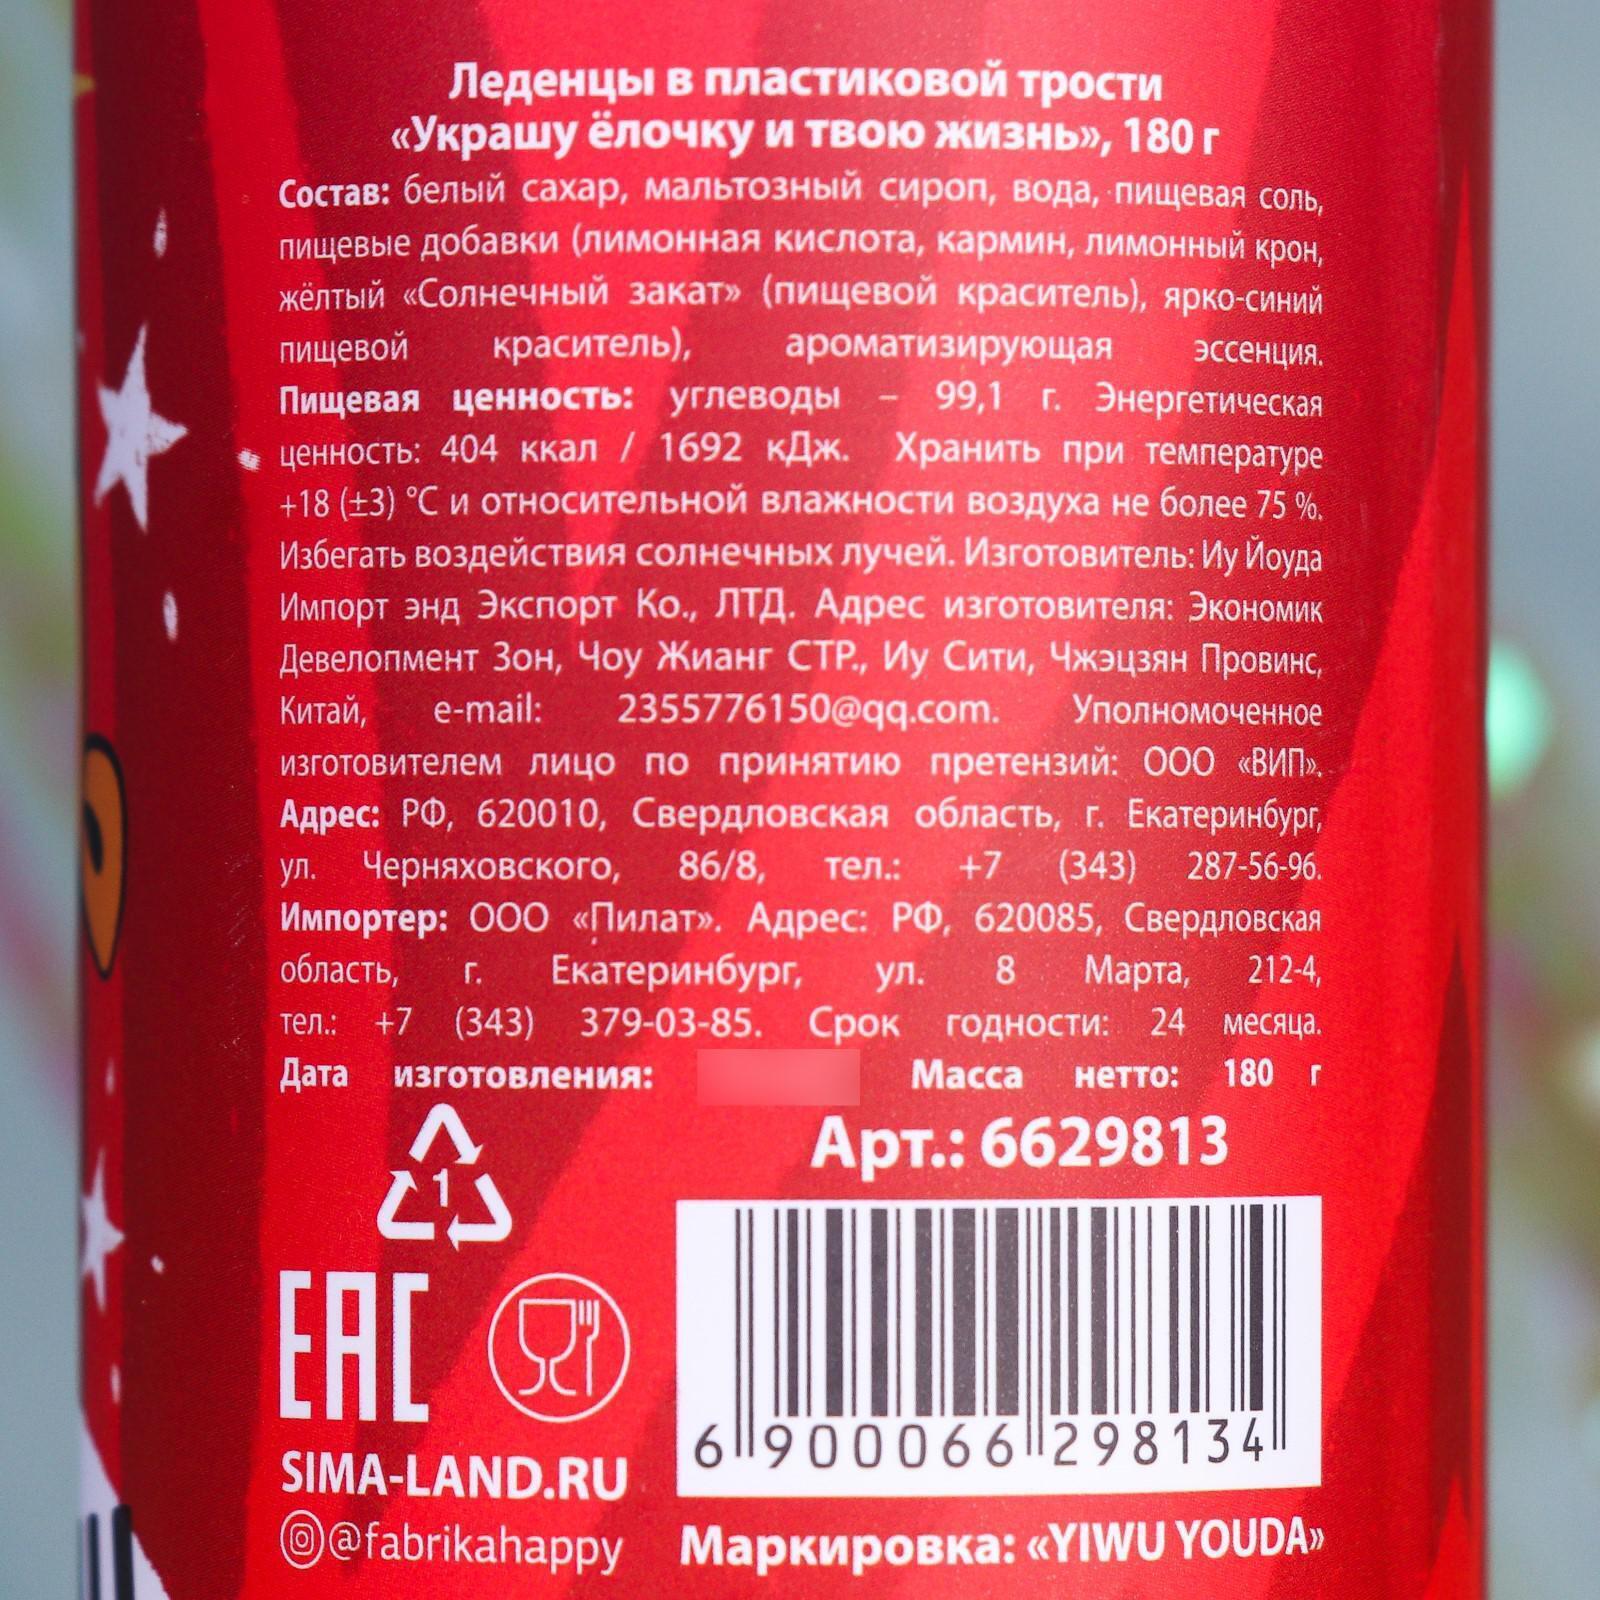 Леденцы в пластиковой трости
«Украшу ёлочку и твою жизнь», 180 г
Состав: белый сахар, мальтозный сироп, вода, пищевая соль,
пищевые добавки (лимонная кислота, кармин, лимонный крон,
жёлтый «Солнечный закат» (пищевой краситель), ярко-синий
пищевой краситель), ароматизирующая эссенция.
Пищевая ценность: углеводы – 99,1 г. Энергетическая
ценность: 404 ккал / 1692 кДж. Хранить при температуре
+18 (±3) °С и относительной влажности воздуха не более 75 %.
Избегать воздействия солнечных лучей. Изготовитель: Иу Йоуда
Импорт энд Экспорт Ко., ЛТД. Адрес изготовителя: Экономик
Девелопмент Зон, Чоу Жианг СТР., Иу Сити, Чжэцзян Провинс,
Китай, e-mail: 2355776150@qq.com. Уполномоченное
изготовителем лицо по принятию претензий: ООО «ВИП».
Адрес: РФ, 620010, Свердловская область, г. Екатеринбург,
ул. Черняховского, 86/8, тел.: +7 (343) 287-56-96.
Импортер: ООО «Пилат». Адрес: РФ, 620085, Свердловская
область, г. Екатеринбург, ул. 8 Марта, 212-4,
тел.: +7 (343) 379-03-85. Срок годности: 24 месяца.
Дата изготовления: Масса нетто: 180 г
Арт.: 6629813
1
EAC
6 900066 298134
SIMA-LAND.RU
@fabrikahappy
Маркировка: «YIWU YOUDA»